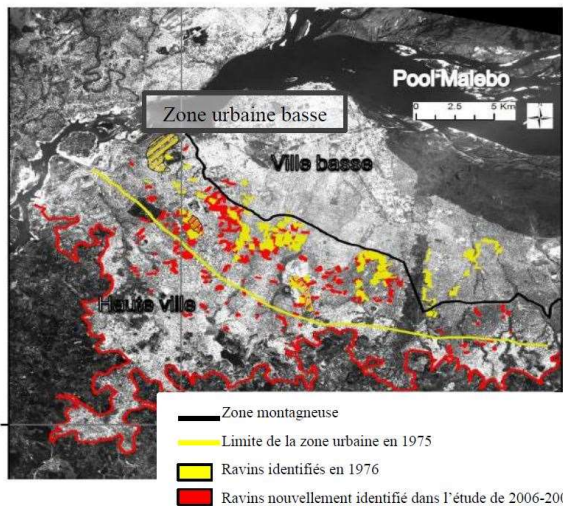 Pool Malebo
0 2.5 5 Km
Zone urbaine basse
Ville basse
Haute ville
Zone montagneuse
Limite de la zone urbaine en 1975
Ravins identifiés en 1976
Ravins nouvellement identifié dans l'étude de 2006-200